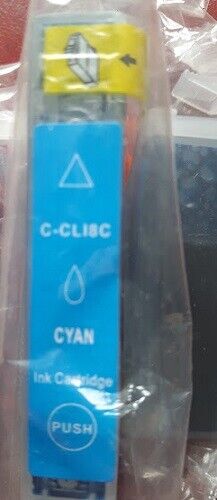 C-CLI8C
CYAN
Ink Cartridge
PUSH